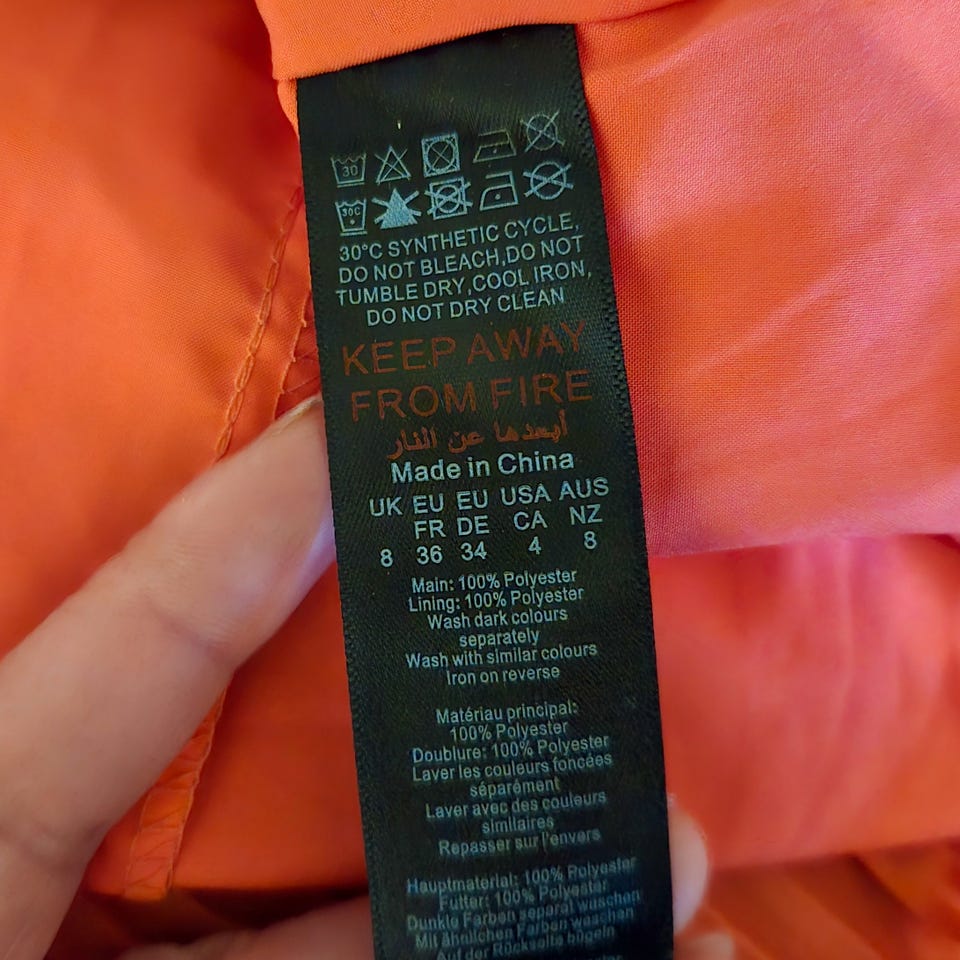 30
30C
30°C SYNTHETIC CYCLE,
DO NOT BLEACH,DO NOT
TUMBLE DRY,COOL IRON,
DO NOT DRY CLEAN
KEEP AWAY
FROM FIRE
أبعدها عن النار
Made in China
UK EU EU USA AUS
FR DE CA NZ
8 36 34 4 8
Main: 100% Polyester
Lining: 100% Polyester
Wash dark colours
separately
Wash with similar colours
Iron on reverse
Matériau principal:
100% Polyester
Doublure: 100% Polyester
Laver les couleurs foncées
séparément
Laver avec des couleurs
similaires
Repasser sur l'envers
Hauptmaterial: 100% Polyester
Futter: 100% Polyester
Dunkle Farben separat waschen
Mit ähnlichen Farben waschen
Auf der Rückseite bügeln